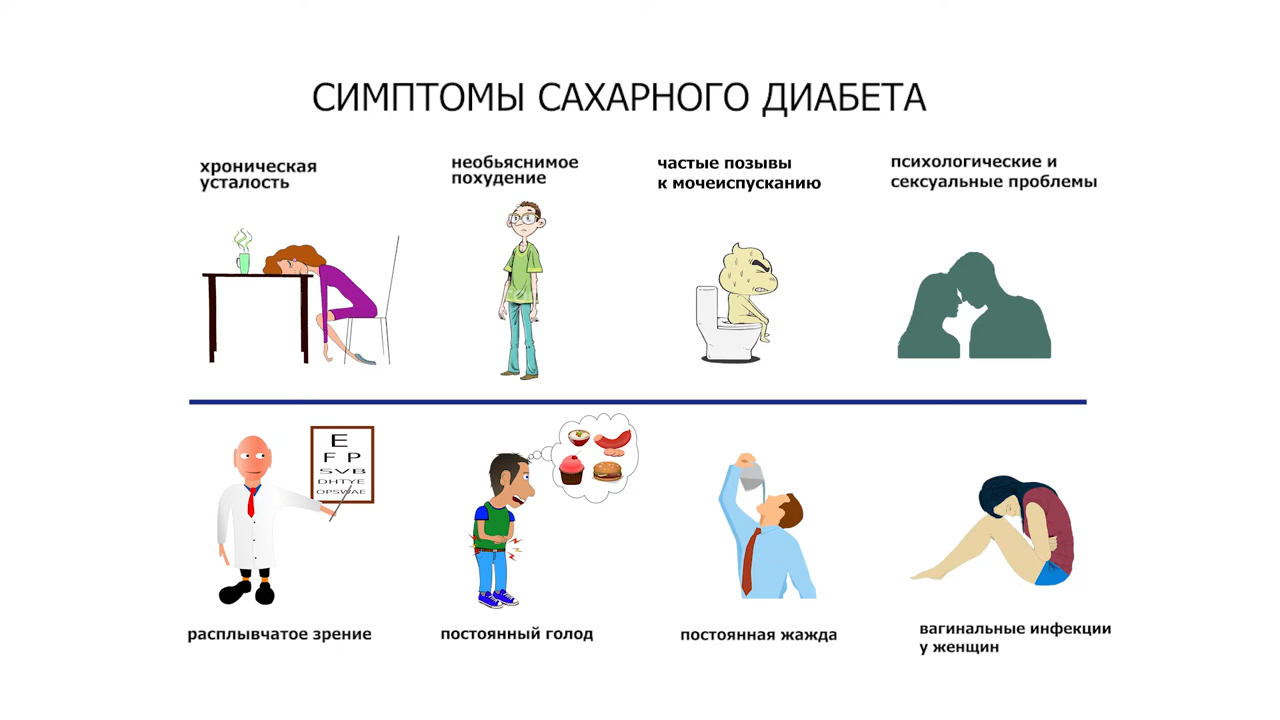 СИМПТОМЫ САХАРНОГО ДИАБЕТА
хроническая
усталость
необьяснимое
похудение
частые позывы
к мочеиспусканию
психологические и
сексуальные проблемы
E
F P
SVB
DHTYE
OPSWAE
расплывчатое зрение
постоянный голод
постоянная жажда
вагинальные инфекции
у женщин